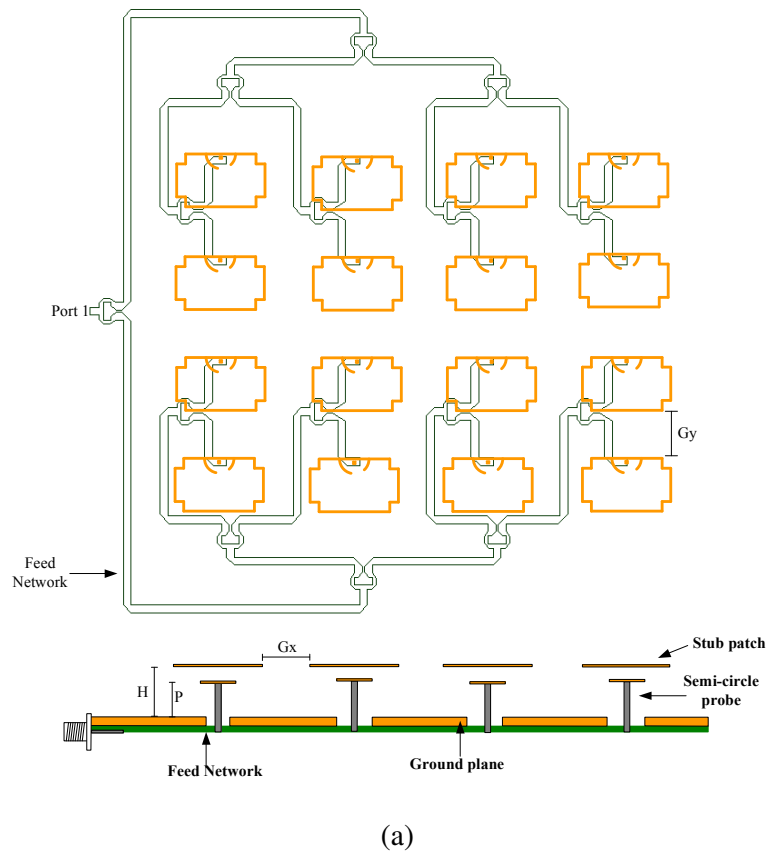 Port 1
Gy
Feed
Network
Gx
Stub patch
H
P
Semi-circle
probe
Feed Network
Ground plane
(a)